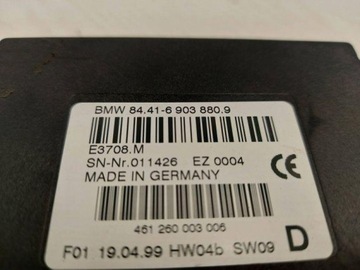 BMW 84.41-6 903 880.9
E3708.M
SN-Nr.011426 EZ 0004
MADE IN GERMANY
CE
461 260 003 006
F01 19.04.99 HW04b SW09 D